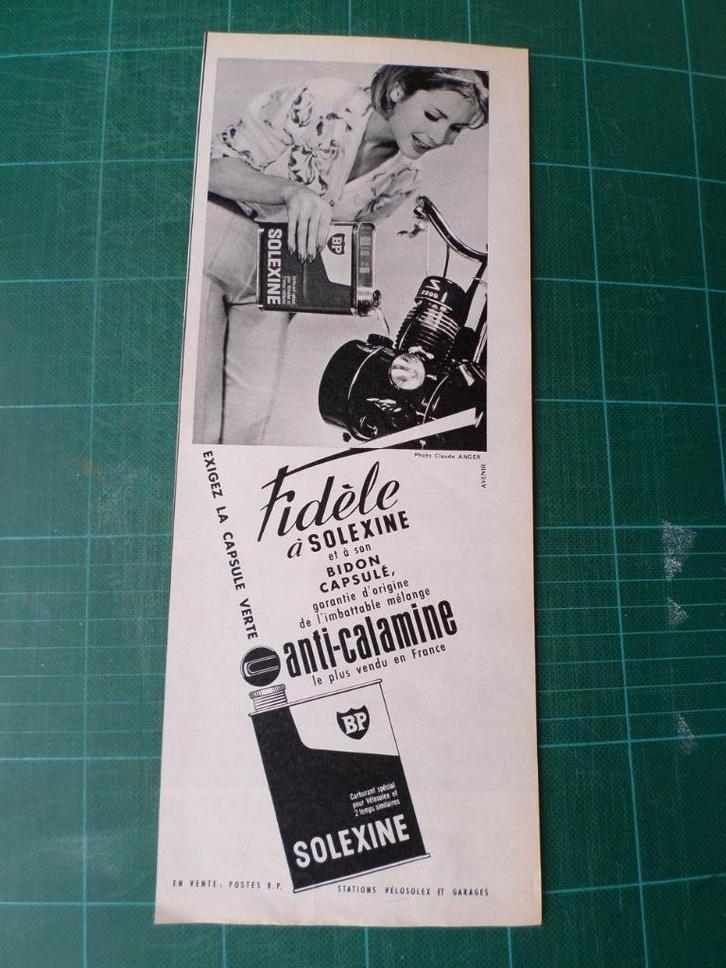 BP
SOLEXINE
S
Photo Claude ANGER
AVENIR
EXIGEZ LA CAPSULE VERTE
Fidèle
à SOLEXINE
et à son
BIDON
CAPSULÉ,
garantie d'origine
de l'imbattable mélange
anti-calamine
le plus vendu en France
BP
Carburant spécial
pour Vélosolex et
2 temps similaires
SOLEXINE
EN VENTE: POSTES B.P. STATIONS VÉLOSOLEX ET GARAGES